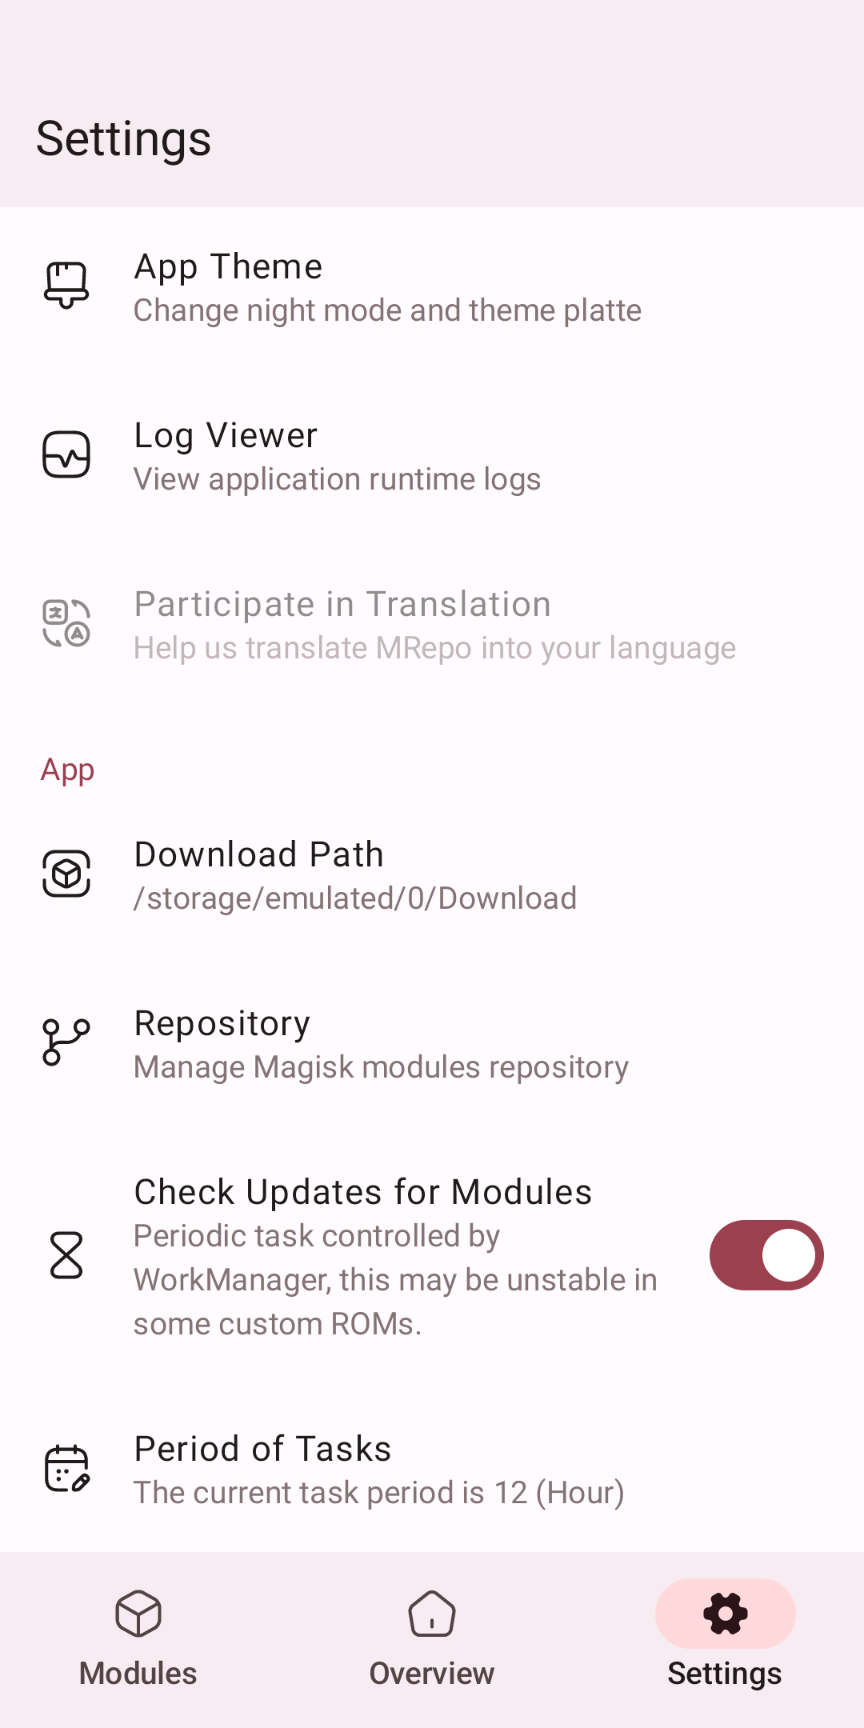 Settings
App Theme
Change night mode and theme platte
Log Viewer
View application runtime logs
Participate in Translation
Help us translate MRepo into your language
App
Download Path
/storage/emulated/0/Download
Repository
Manage Magisk modules repository
Check Updates for Modules
Periodic task controlled by
WorkManager, this may be unstable in
some custom ROMs.
Period of Tasks
The current task period is 12 (Hour)
Modules
Overview
Settings